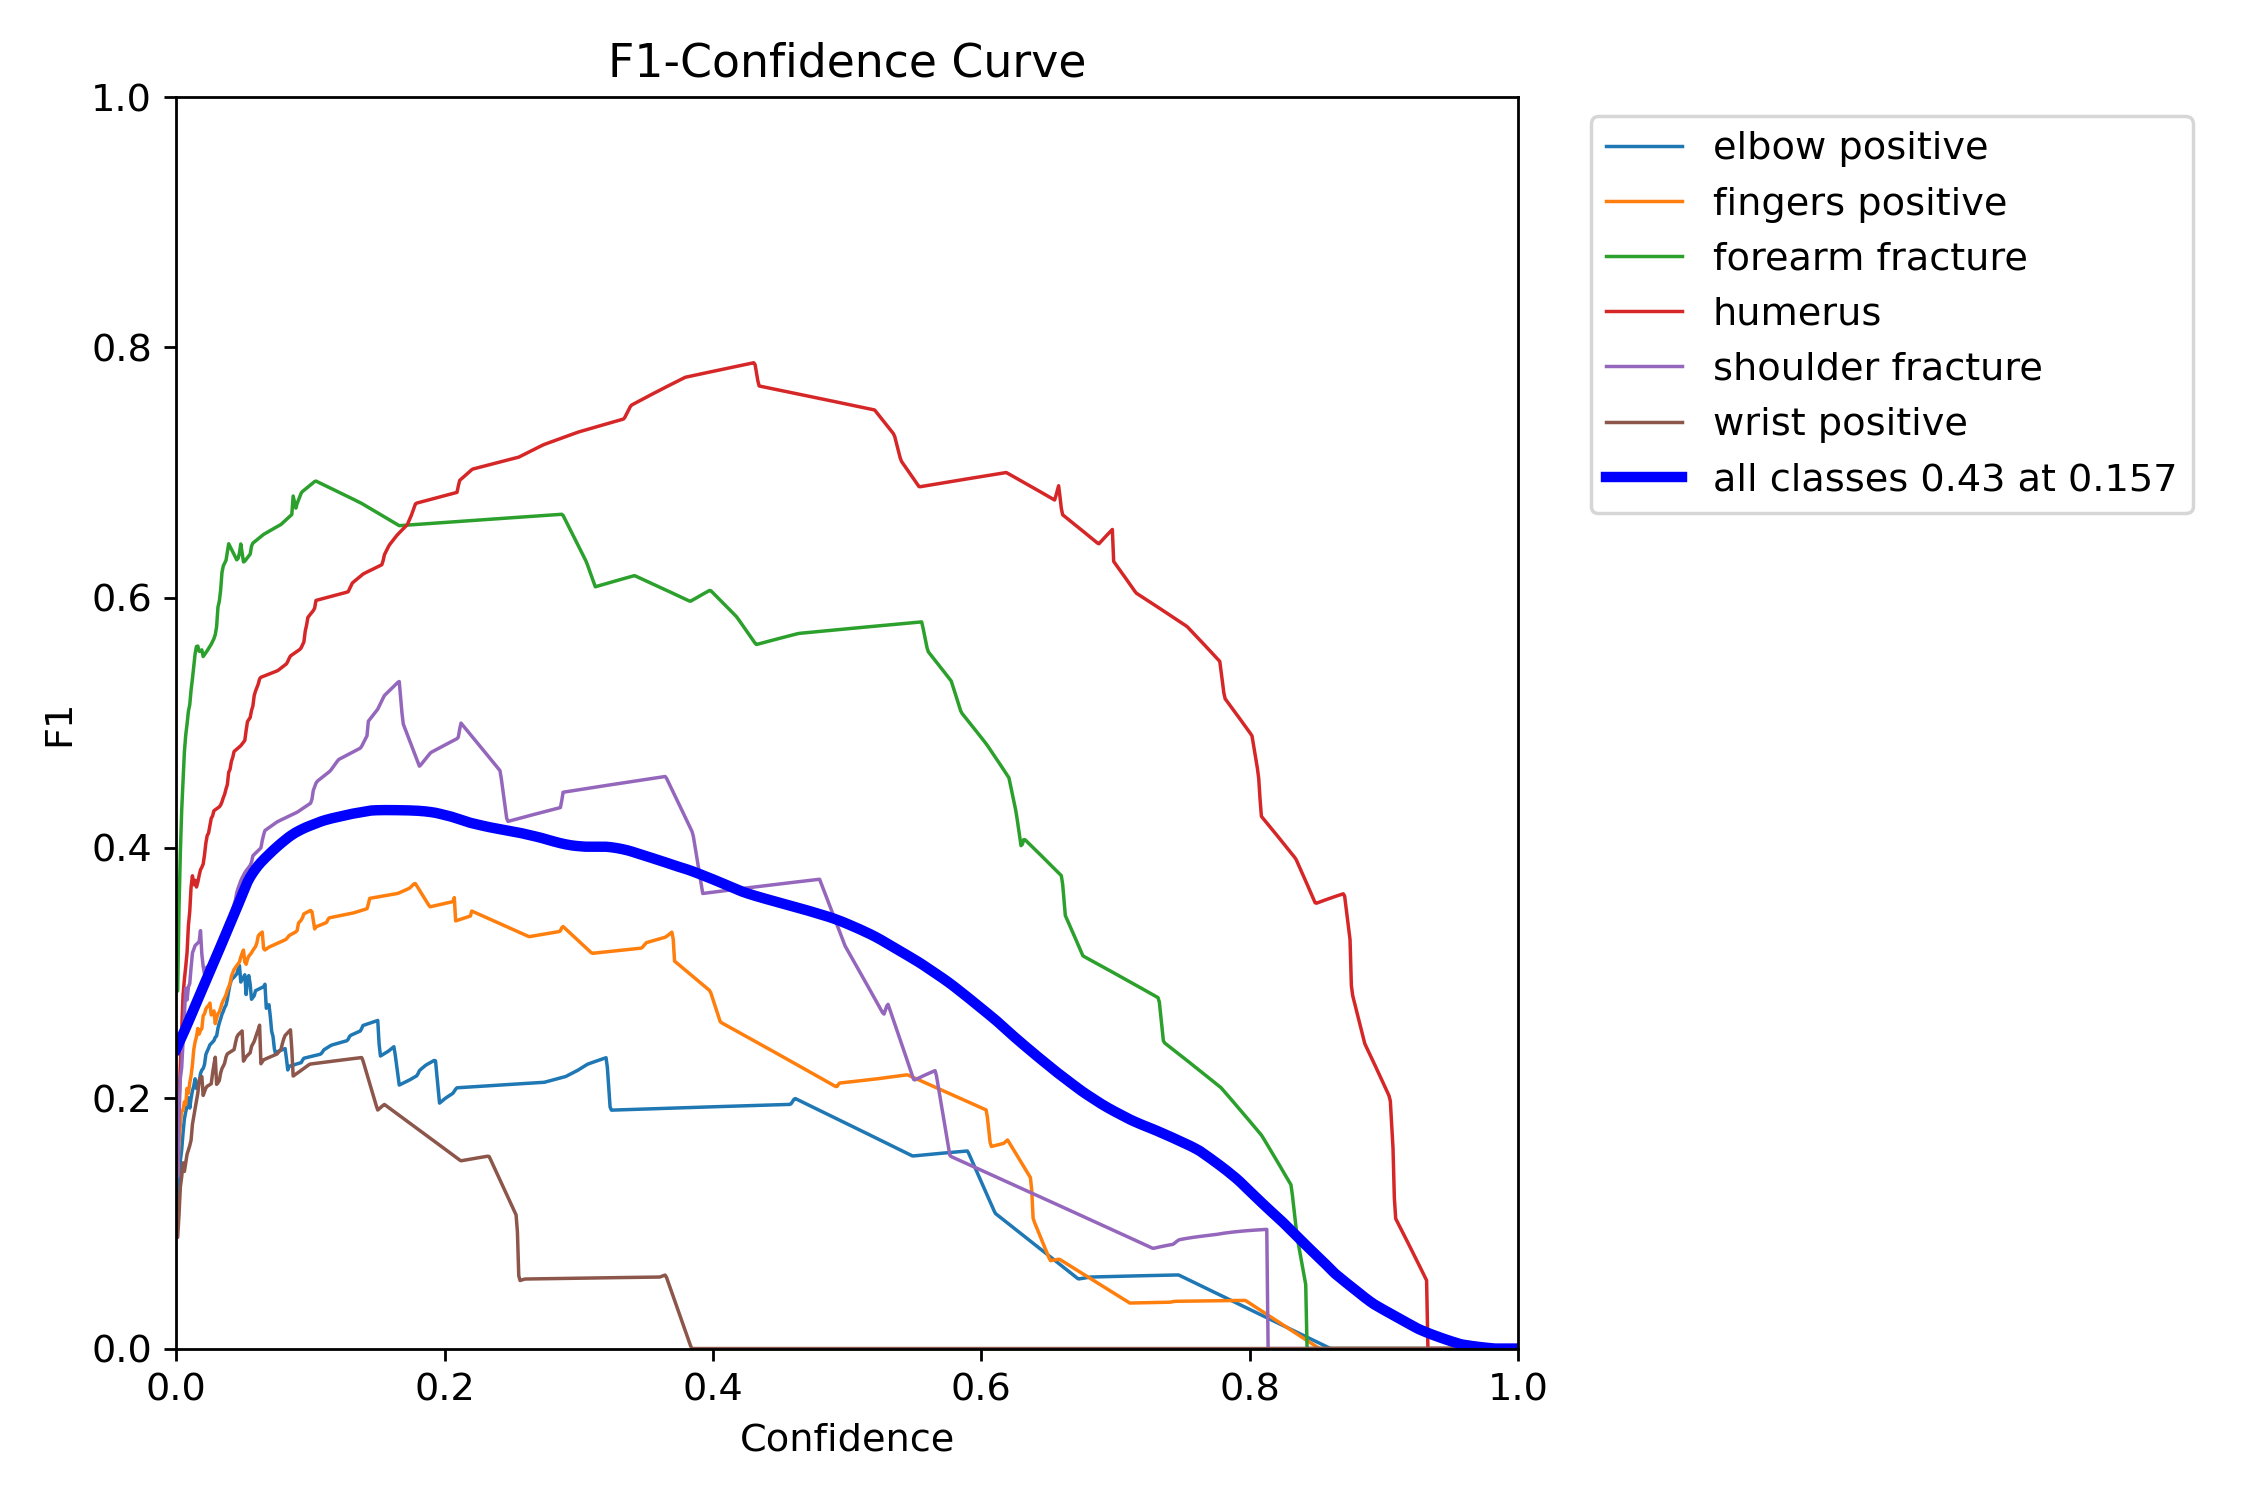 F1-Confidence Curve
1.0
0.8
0.6
0.4
0.2
0.0
F1
0.0 0.2 0.4 0.6 0.8 1.0
Confidence
elbow positive
fingers positive
forearm fracture
humerus
shoulder fracture
wrist positive
all classes 0.43 at 0.157